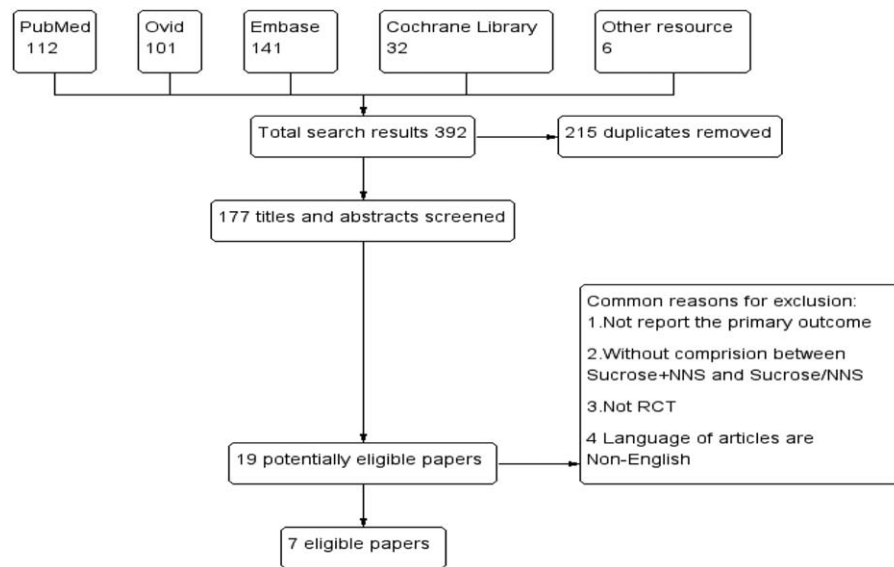 PubMed
112
Ovid
101
Embase
141
Cochrane Library
32
Other resource
6
Total search results 392
215 duplicates removed
177 titles and abstracts screened
Common reasons for exclusion:
1.Not report the primary outcome
2.Without comprision between
Sucrose+NNS and Sucrose/NNS
3.Not RCT
4 Language of articles are
Non-English
19 potentially eligible papers
7 eligible papers